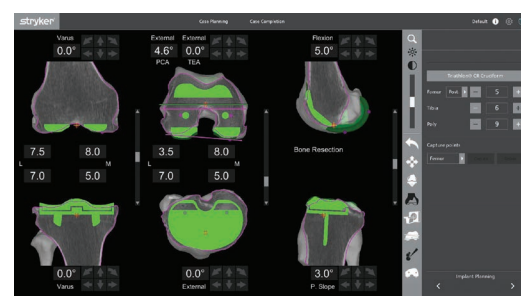 stryker
Case Planning
Case Completion
Default
Varus
0.0°
External
4.6°
PCA
External
0.0°
TEA
Flexion
5.0°
7.5 8.0
L M
7.0 5.0
3.5 8.0
L M
7.0 5.0
Bone Resection
0.0°
Varus
0.0°
External
3.0°
P. Slope
Triathlon® CR Cruciform
Femur
5
Tibia
6
Poly
9
Capture points
Femur
Implant Planning